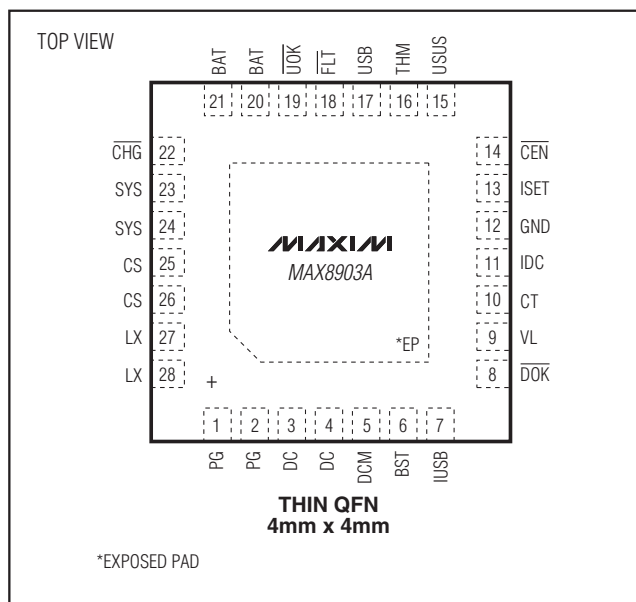 TOP VIEW
BAT BAT UOK FLT USB THM USUS
21 20 19 18 17 16 15
CHG 22 14 CEN
SYS 23 13 ISET
SYS 24 12 GND
CS 25 11 IDC
CS 26 10 CT
LX 27 9 VL
LX 28 8 DOK
MAXIM
MAX8903A
*EP
+
1 2 3 4 5 6 7
PG PG DC DC DCM BST IUSB
THIN QFN
4mm x 4mm
*EXPOSED PAD